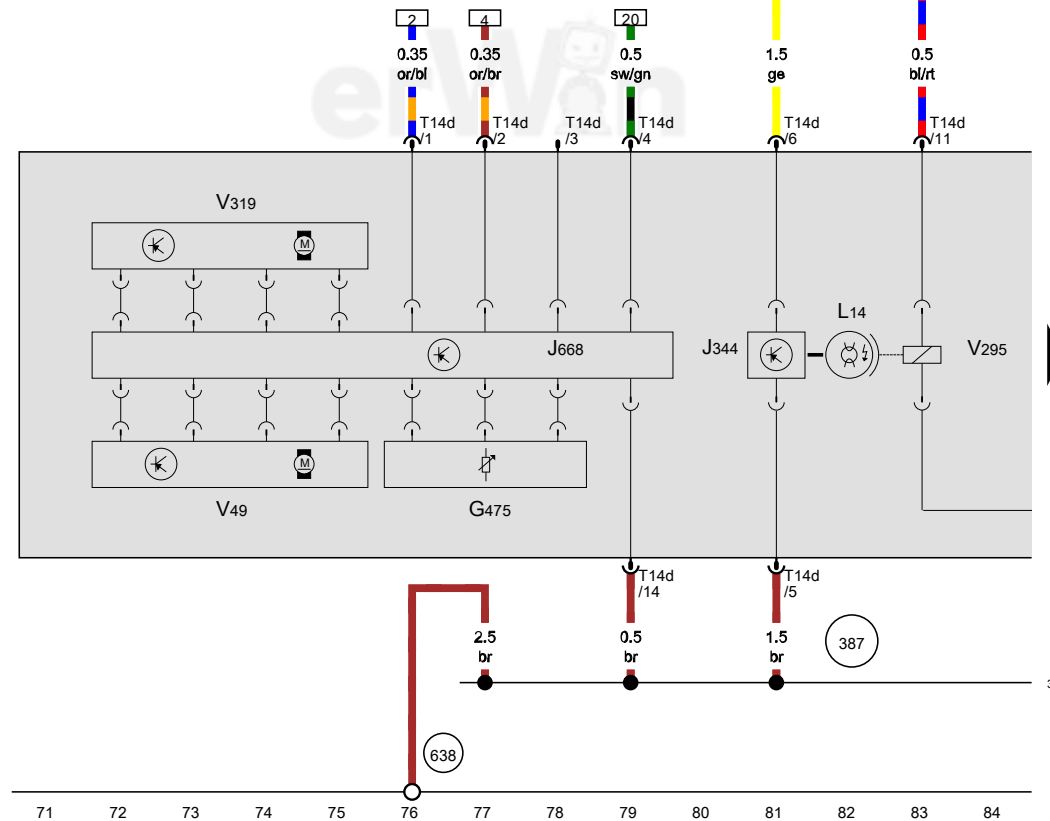 2 4 20
0.35 0.35 0.5 1.5 0.5
or/bl or/br sw/gn ge bl/rt
erWin
T14d T14d T14d T14d T14d T14d
/1 /2 /3 /4 /6 /11
V319
M
L14
J668 J344 V295
M
V49 G475
T14d T14d
/14 /5
2.5 0.5 1.5
br br br
387
3
638
71 72 73 74 75 76 77 78 79 80 81 82 83 84